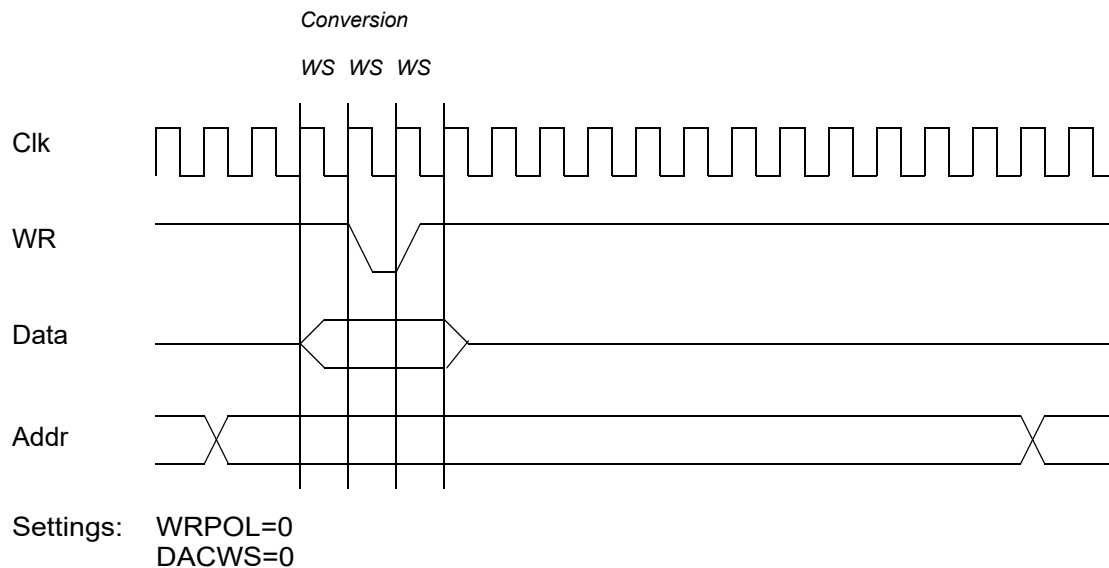 Conversion
WS WS WS
Clk
WR
Data
Addr
Settings: WRPOL=0
DACWS=0